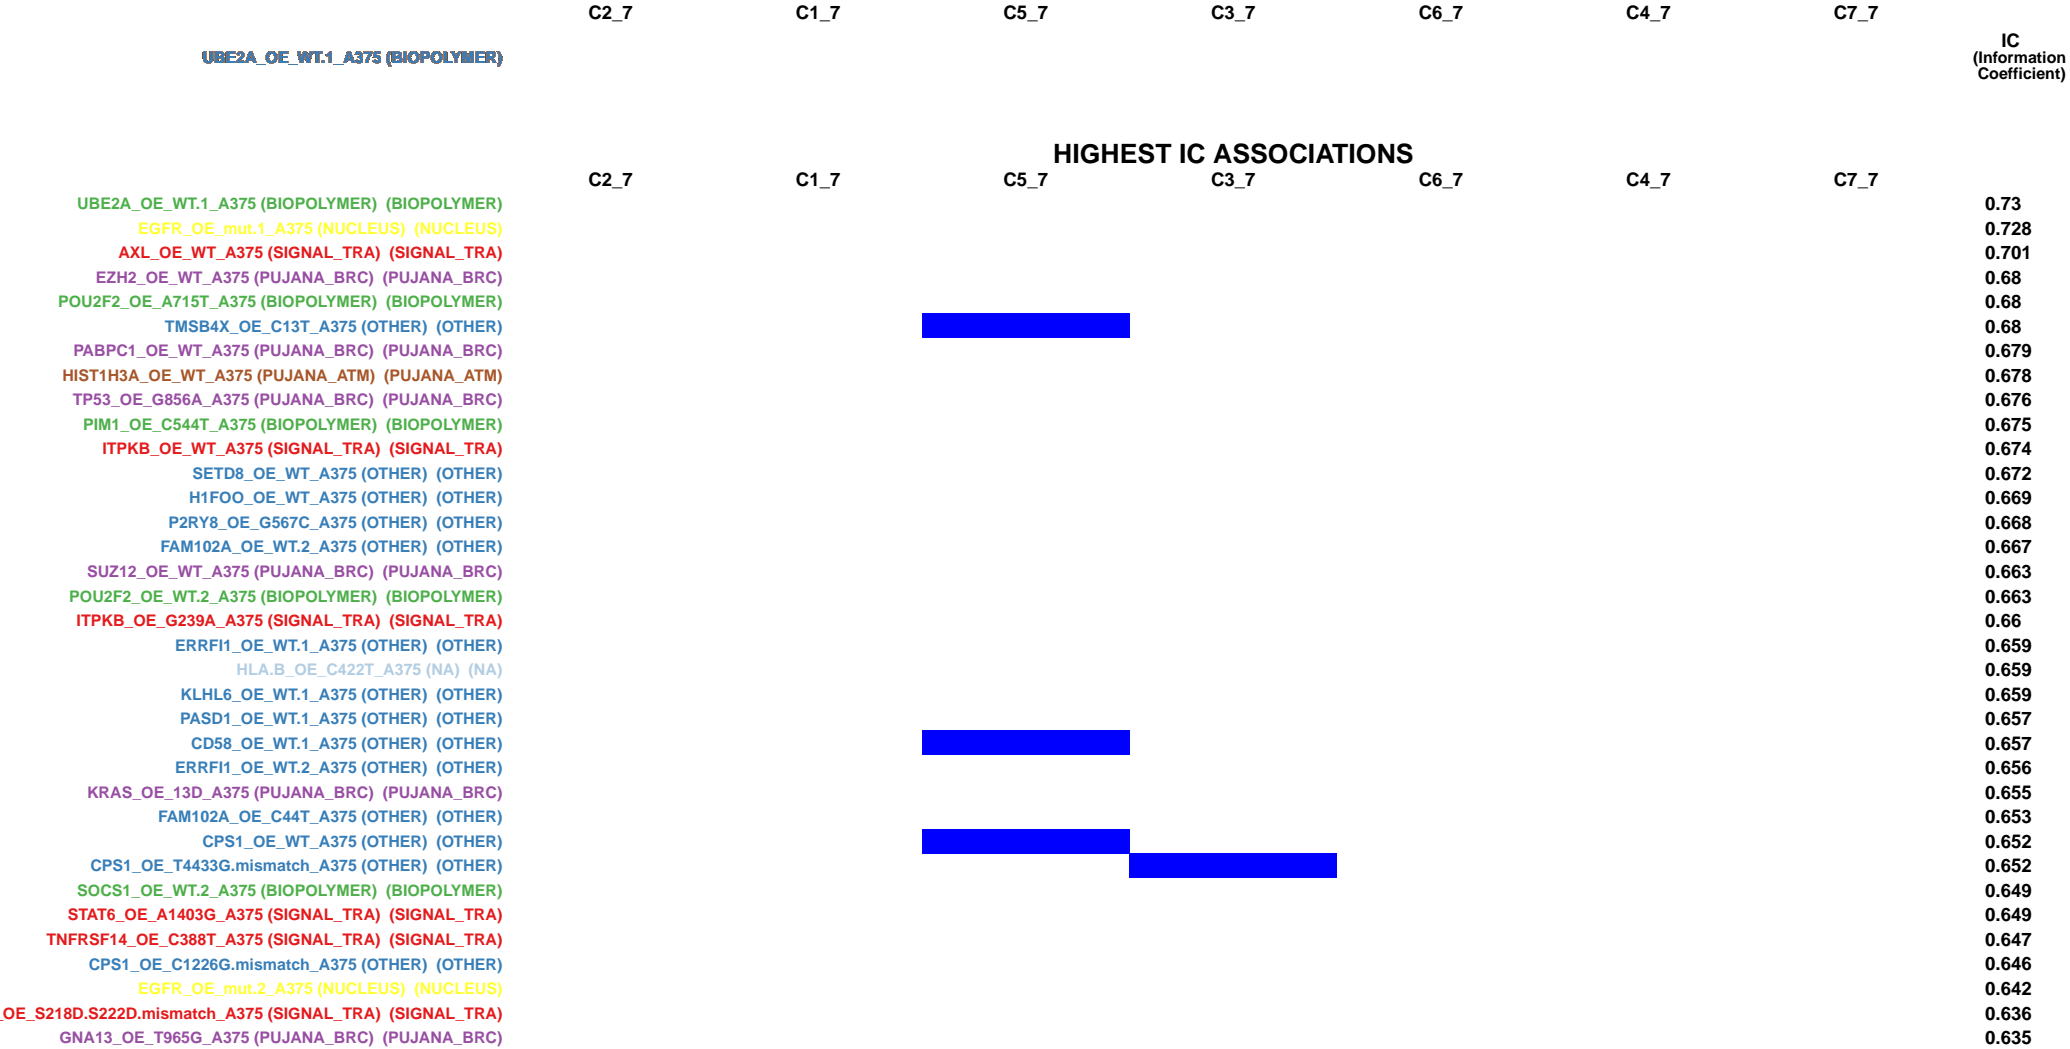 C2_7 C1_7 C5_7 C3_7 C6_7 C4_7 C7_7
UBE2A_OE_WT.1_A375 (BIOPOLYMER)
IC
(Information
Coefficient)
HIGHEST IC ASSOCIATIONS
C2_7 C1_7 C5_7 C3_7 C6_7 C4_7 C7_7
UBE2A_OE_WT.1_A375 (BIOPOLYMER) (BIOPOLYMER) 0.73
EGFR_OE_mut.1_A375 (NUCLEUS) (NUCLEUS) 0.728
AXL_OE_WT_A375 (SIGNAL_TRA) (SIGNAL_TRA) 0.701
EZH2_OE_WT_A375 (PUJANA_BRC) (PUJANA_BRC) 0.68
POU2F2_OE_A715T_A375 (BIOPOLYMER) (BIOPOLYMER) 0.68
TMSB4X_OE_C13T_A375 (OTHER) (OTHER) 0.68
PABPC1_OE_WT_A375 (PUJANA_BRC) (PUJANA_BRC) 0.679
HIST1H3A_OE_WT_A375 (PUJANA_ATM) (PUJANA_ATM) 0.678
TP53_OE_G856A_A375 (PUJANA_BRC) (PUJANA_BRC) 0.676
PIM1_OE_C544T_A375 (BIOPOLYMER) (BIOPOLYMER) 0.675
ITPKB_OE_WT_A375 (SIGNAL_TRA) (SIGNAL_TRA) 0.674
SETD8_OE_WT_A375 (OTHER) (OTHER) 0.672
H1FOO_OE_WT_A375 (OTHER) (OTHER) 0.669
P2RY8_OE_G567C_A375 (OTHER) (OTHER) 0.668
FAM102A_OE_WT.2_A375 (OTHER) (OTHER) 0.667
SUZ12_OE_WT_A375 (PUJANA_BRC) (PUJANA_BRC) 0.663
POU2F2_OE_WT.2_A375 (BIOPOLYMER) (BIOPOLYMER) 0.663
ITPKB_OE_G239A_A375 (SIGNAL_TRA) (SIGNAL_TRA) 0.66
ERRFI1_OE_WT.1_A375 (OTHER) (OTHER) 0.659
HLA.B_OE_C422T_A375 (NA) (NA) 0.659
KLHL6_OE_WT.1_A375 (OTHER) (OTHER) 0.659
PASD1_OE_WT.1_A375 (OTHER) (OTHER) 0.657
CD58_OE_WT.1_A375 (OTHER) (OTHER) 0.657
ERRFI1_OE_WT.2_A375 (OTHER) (OTHER) 0.656
KRAS_OE_13D_A375 (PUJANA_BRC) (PUJANA_BRC) 0.655
FAM102A_OE_C44T_A375 (OTHER) (OTHER) 0.653
CPS1_OE_WT_A375 (OTHER) (OTHER) 0.652
CPS1_OE_T4433G.mismatch_A375 (OTHER) (OTHER) 0.652
SOCS1_OE_WT.2_A375 (BIOPOLYMER) (BIOPOLYMER) 0.649
STAT6_OE_A1403G_A375 (SIGNAL_TRA) (SIGNAL_TRA) 0.649
TNFRSF14_OE_C388T_A375 (SIGNAL_TRA) (SIGNAL_TRA) 0.647
CPS1_OE_C1226G.mismatch_A375 (OTHER) (OTHER) 0.646
EGFR_OE_mut.2_A375 (NUCLEUS) (NUCLEUS) 0.642
_OE_S218D.S222D.mismatch_A375 (SIGNAL_TRA) (SIGNAL_TRA) 0.636
GNA13_OE_T965G_A375 (PUJANA_BRC) (PUJANA_BRC) 0.635